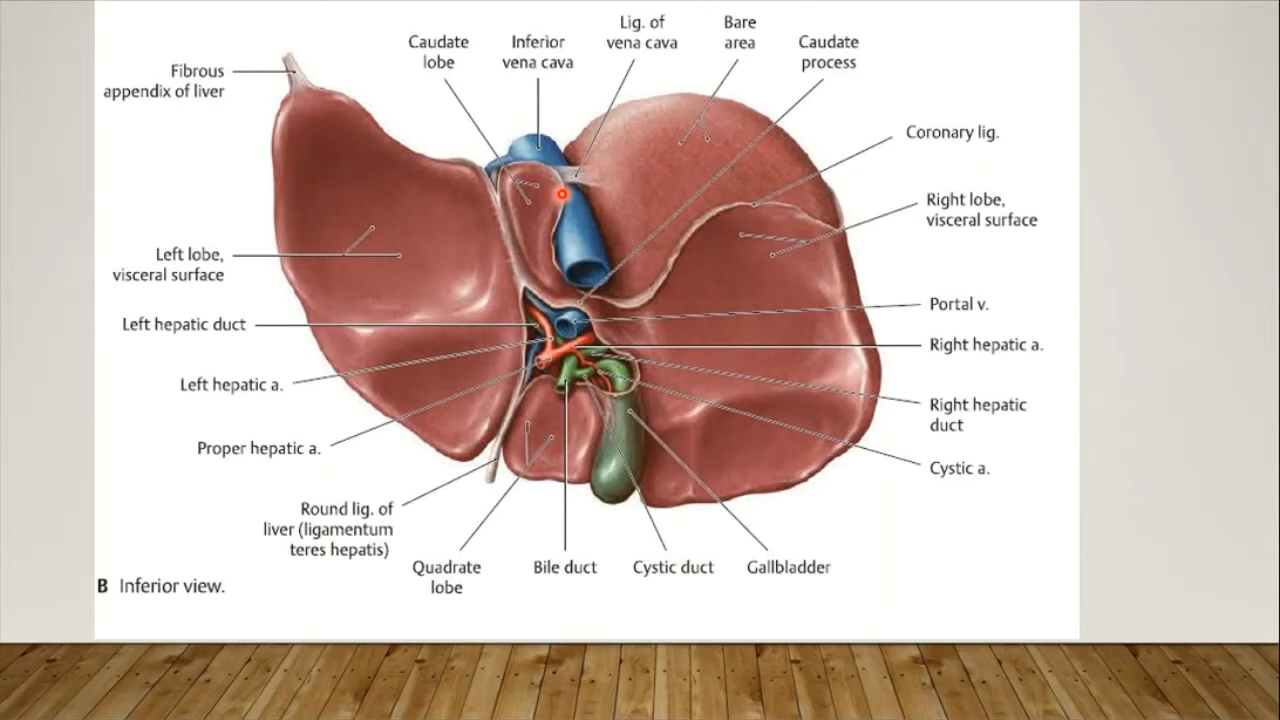 Lig. of
vena cava
Bare
area
Caudate
lobe
Inferior
vena cava
Caudate
process
Fibrous
appendix of liver
Coronary lig.
Right lobe,
visceral surface
Left lobe,
visceral surface
Portal v.
Left hepatic duct
Right hepatic a.
Left hepatic a.
Right hepatic
duct
Proper hepatic a.
Cystic a.
Round lig. of
liver (ligamentum
teres hepatis)
Quadrate
lobe
Bile duct
Cystic duct
Gallbladder
B Inferior view.